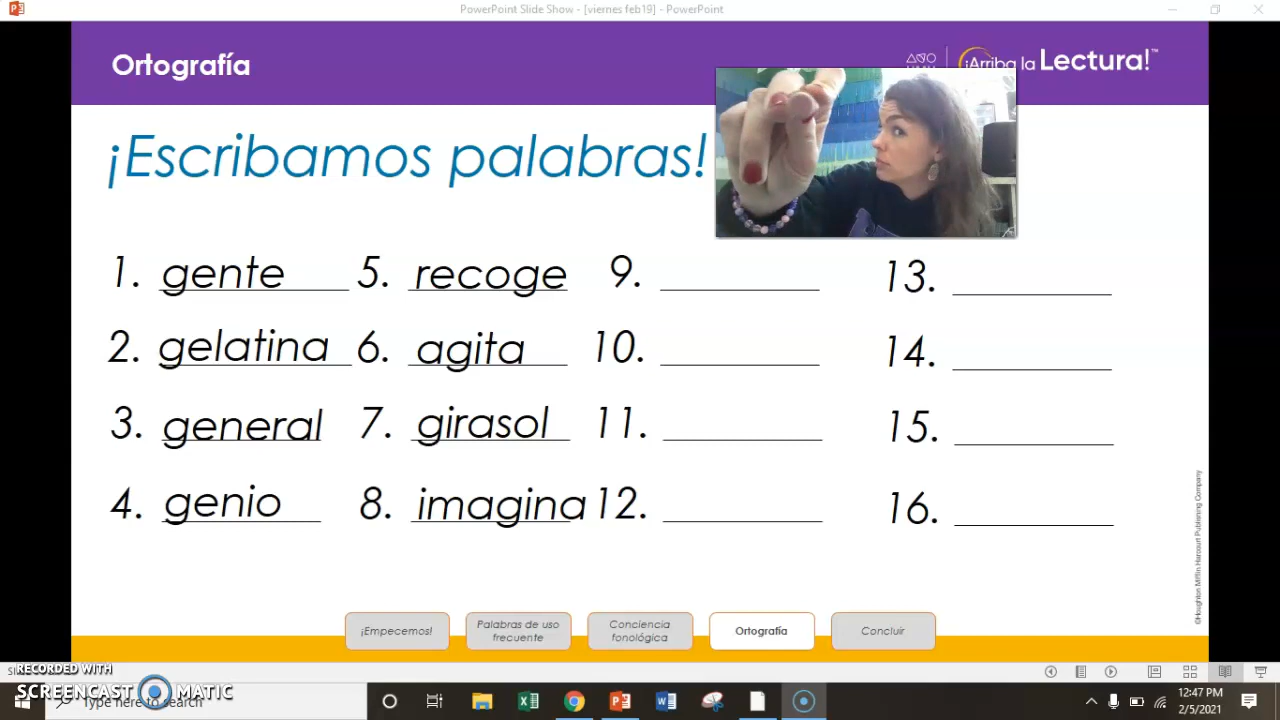 PowerPoint Slide Show - [viernes feb19] - PowerPoint
Ortografía
¡Arriba la Lectura!™
¡Escribamos palabras!
1. gente 5. recoge 9. 13.
2. gelatina 6. agita 10. 14.
3. general 7. girasol 11. 15.
4. genio 8. imagina 12. 16.
©Houghton Mifflin Harcourt Publishing Company
¡Empecemos!
Palabras de uso
frecuente
Conciencia
fonológica
Ortografía
Concluir
RECORDED WITH
SCREENCAST MATIC
Type here to search
12:47 PM
2/5/2021